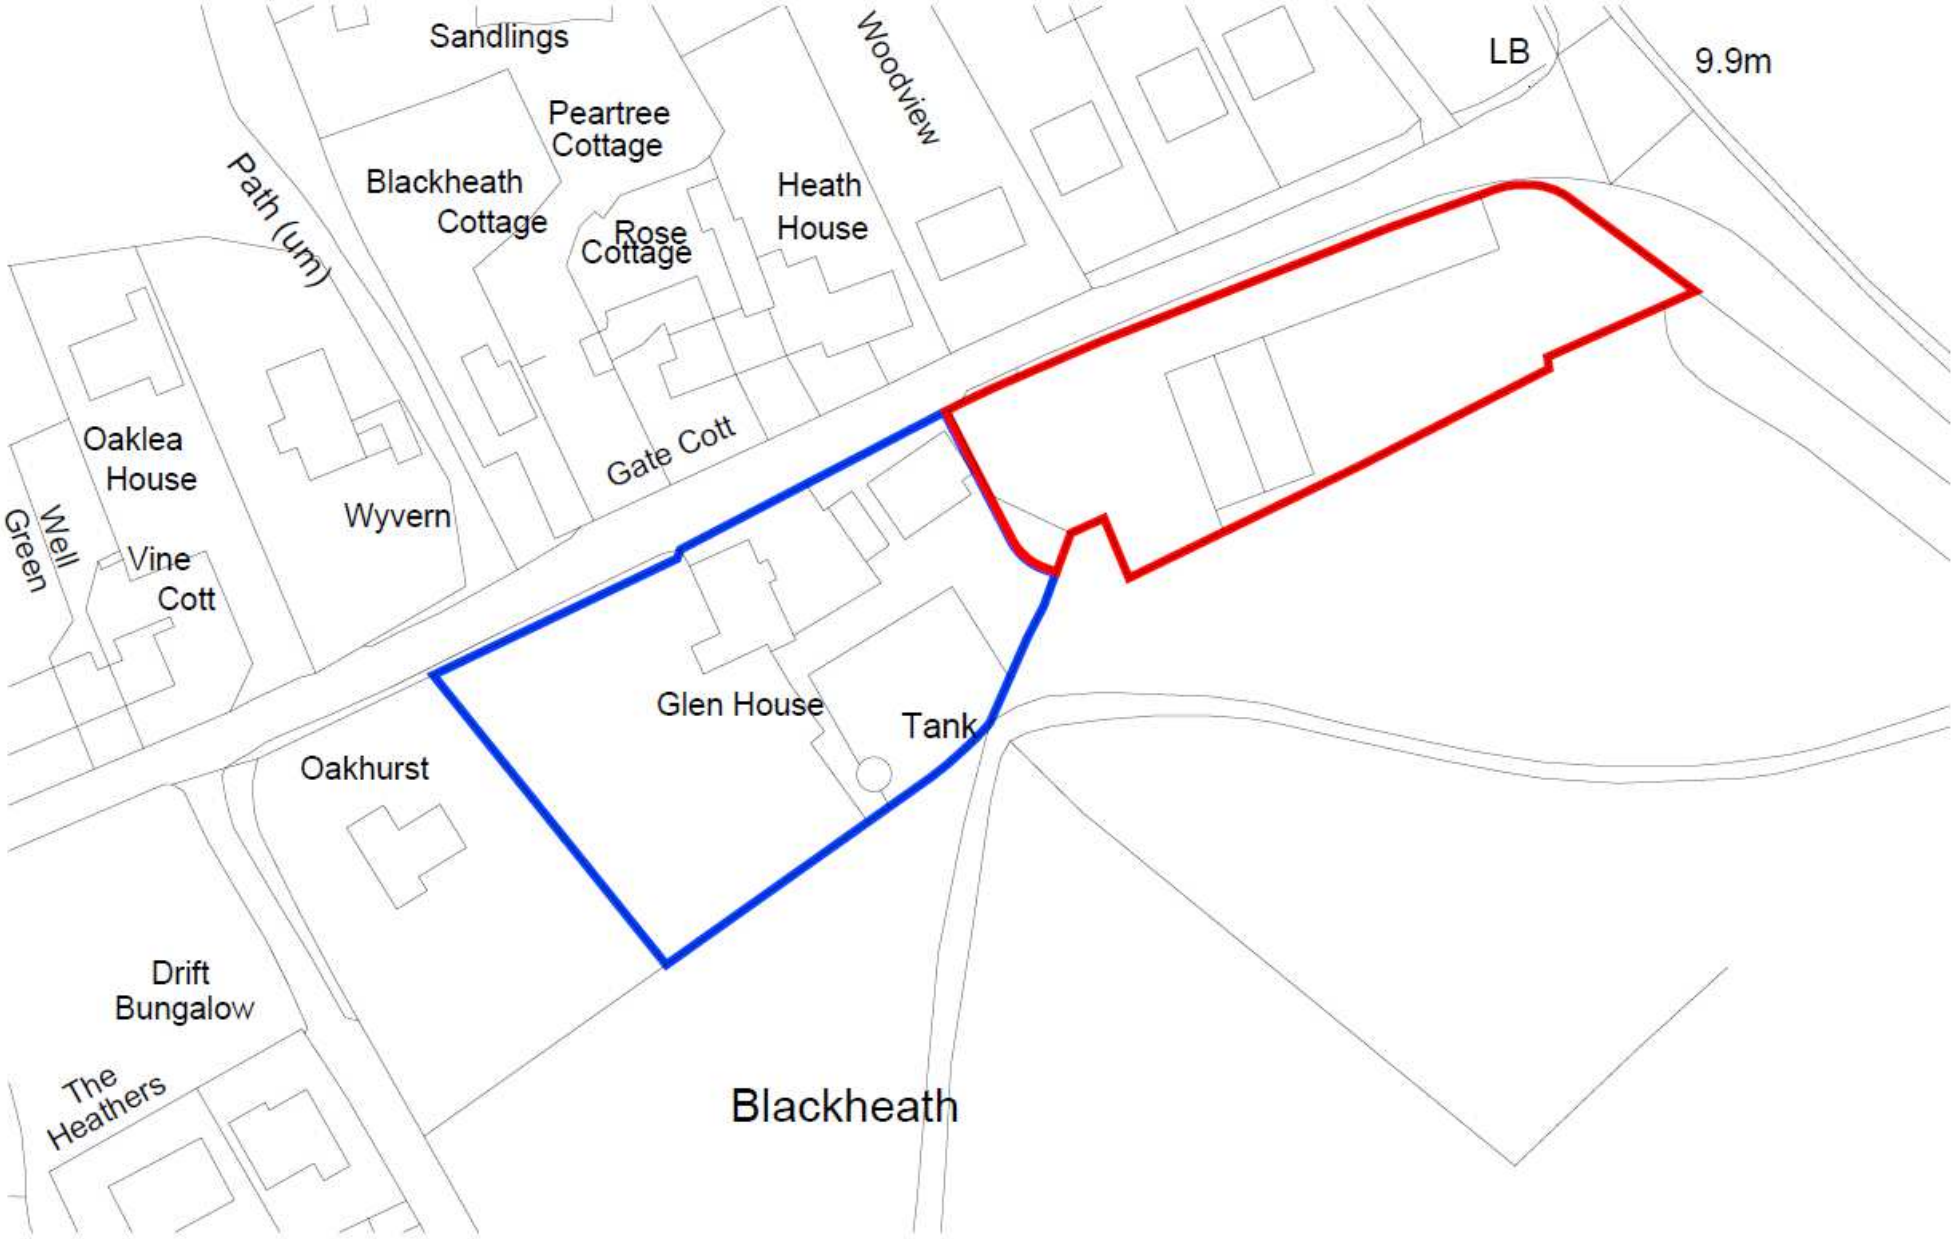 Sandlings
Woodview
LB
9.9m
Peartree
Cottage
Path (um)
Blackheath
Cottage
Heath
House
Rose
Cottage
Oaklea
House
Gate Cott
Well
Green
Wyvern
Vine
Cott
Glen House
Tank
Oakhurst
Drift
Bungalow
The
Heathers
Blackheath